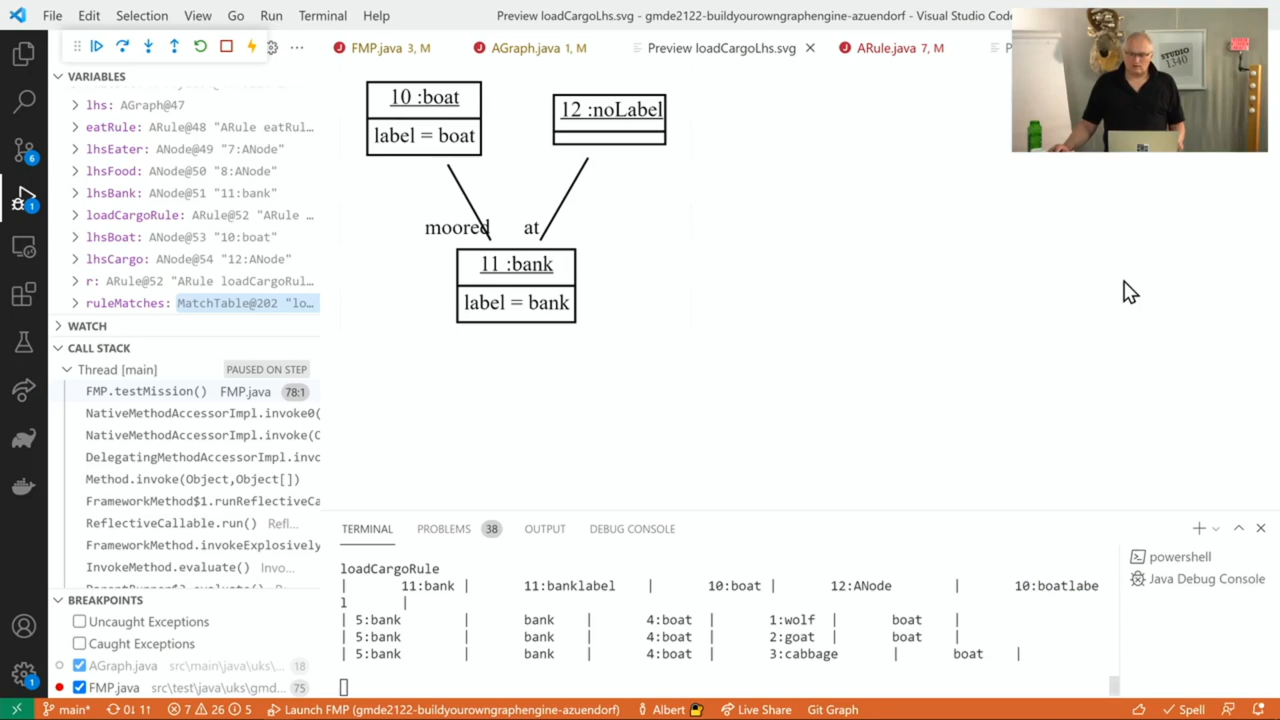 File Edit Selection View Go Run Terminal Help Preview loadCargoLhs.svg - gmde2122-buildyourowngraphengine-azuendorf - Visual Studio Code
FMP.java 3, M AGraph.java 1, M Preview loadCargoLhs.svg ARule.java 7, M
STUDIO
1340
VARIABLES
lhs: AGraph@47
eatRule: ARule@48 "ARule eatRul…
lhsEater: ANode@49 "7:ANode"
lhsFood: ANode@50 "8:ANode"
lhsBank: ANode@51 "11:bank"
loadCargoRule: ARule@52 "ARule …
lhsBoat: ANode@53 "10:boat"
lhsCargo: ANode@54 "12:ANode"
r: ARule@52 "ARule loadCargoRul…
ruleMatches: MatchTable@202 "lo…
WATCH
CALL STACK
Thread [main] PAUSED ON STEP
FMP.testMission() FMP.java 78:1
NativeMethodAccessorImpl.invoke0(
NativeMethodAccessorImpl.invoke(O
DelegatingMethodAccessorImpl.invo
Method.invoke(Object,Object[])
FrameworkMethod$1.runReflectiveCa
ReflectiveCallable.run() Refl…
FrameworkMethod.invokeExplosively
InvokeMethod.evaluate() Invo…
BREAKPOINTS
Uncaught Exceptions
Caught Exceptions
AGraph.java src\main\java\uks\… 18
FMP.java src\test\java\uks\gmd… 75
10 :boat
label = boat
12 :noLabel
moored at
11 :bank
label = bank
TERMINAL PROBLEMS 38 OUTPUT DEBUG CONSOLE
powershell
Java Debug Console
loadCargoRule
| 11:bank | 11:banklabel | 10:boat | 12:ANode | 10:boatlabe
l |
| 5:bank | bank | 4:boat | 1:wolf | boat |
| 5:bank | bank | 4:boat | 2:goat | boat |
| 5:bank | bank | 4:boat | 3:cabbage | boat |
main* 0↓ 1↑ 7 26 5 Launch FMP (gmde2122-buildyourowngraphengine-azuendorf) Albert Live Share Git Graph Spell
6
1
1